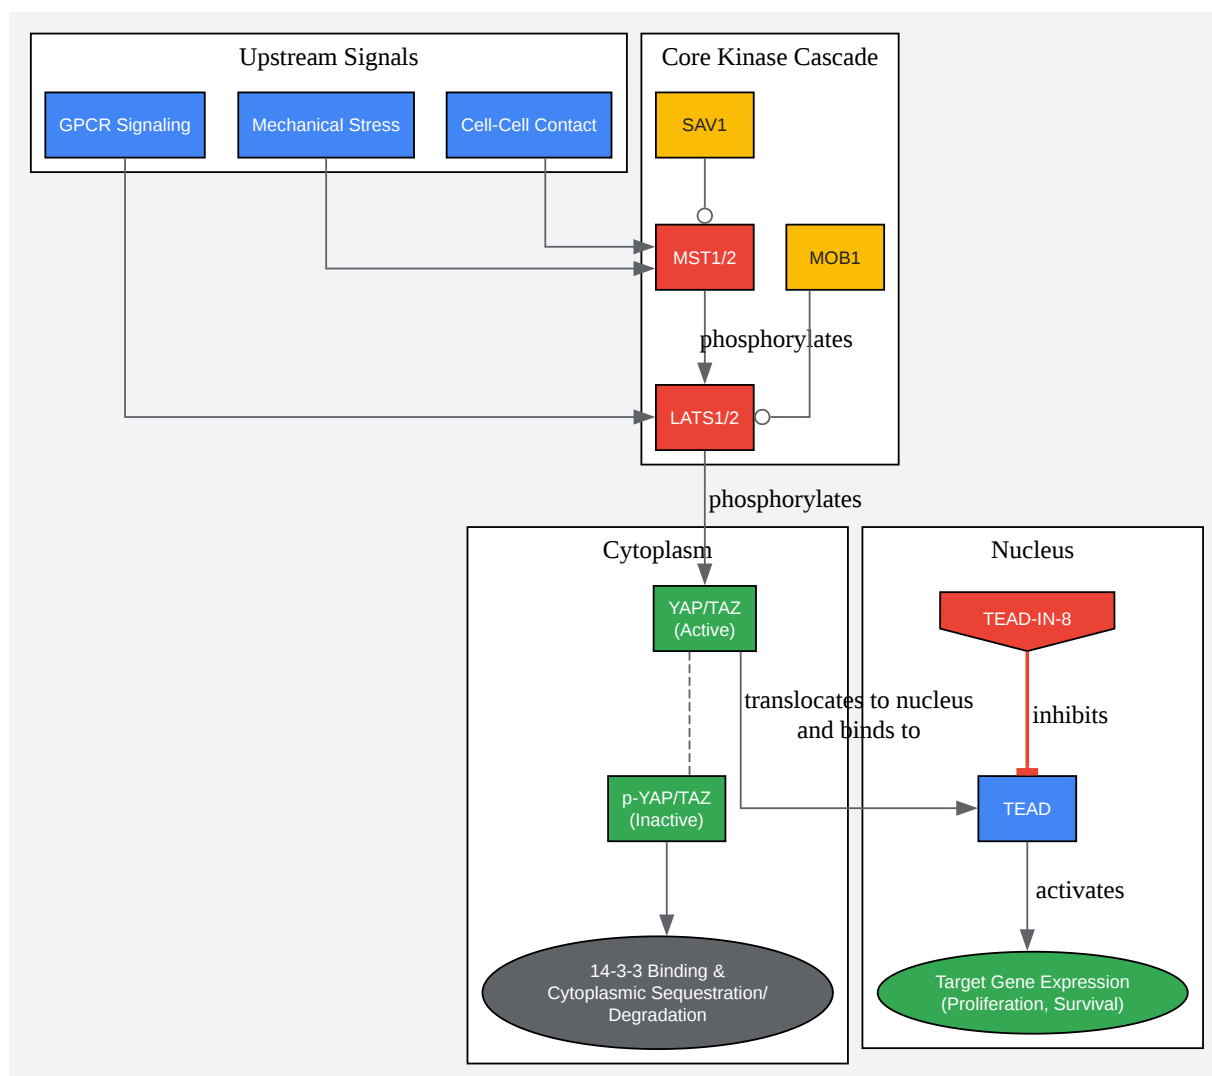 Upstream Signals
Core Kinase Cascade
GPCR Signaling
Mechanical Stress
Cell-Cell Contact
SAV1
MST1/2
MOB1
phosphorylates
LATS1/2
phosphorylates
Cytoplasm
Nucleus
YAP/TAZ
(Active)
TEAD-IN-8
translocates to nucleus
and binds to
inhibits
p-YAP/TAZ
(Inactive)
TEAD
activates
14-3-3 Binding &
Cytoplasmic Sequestration/
Degradation
Target Gene Expression
(Proliferation, Survival)